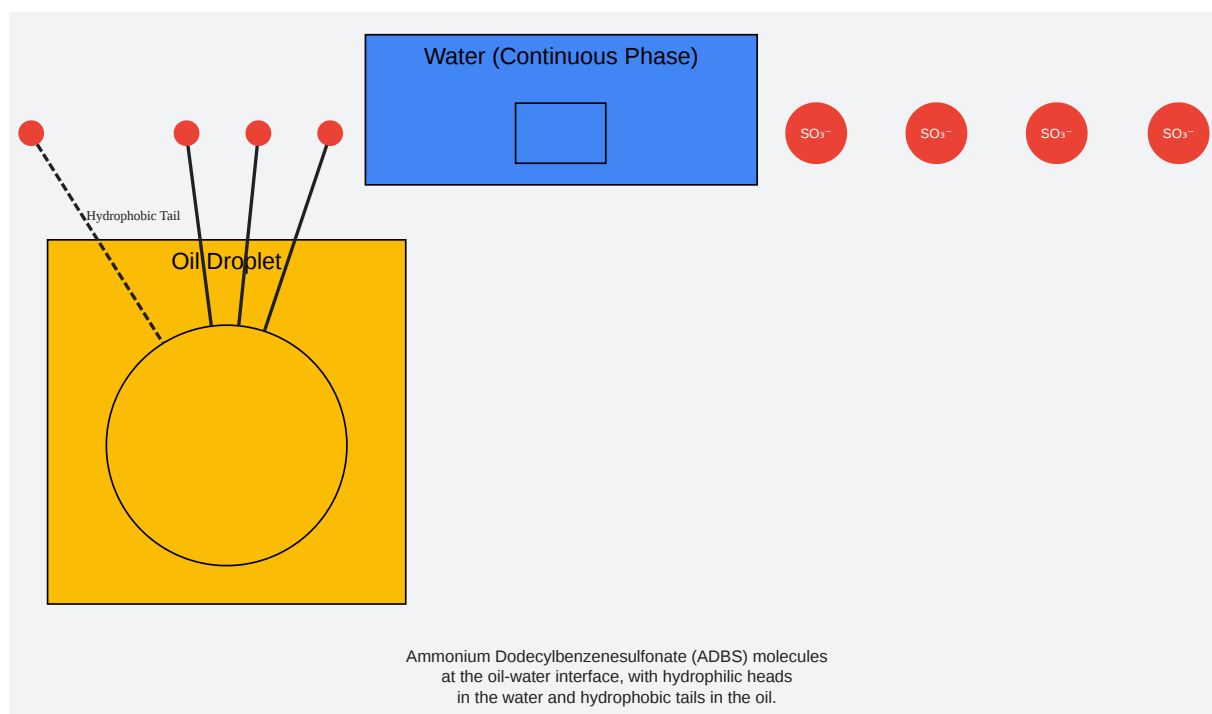 Water (Continuous Phase)
SO₃⁻
SO₃⁻
SO₃⁻
SO₃⁻
Hydrophobic Tail
Oil Droplet
Ammonium Dodecylbenzenesulfonate (ADBS) molecules
at the oil-water interface, with hydrophilic heads
in the water and hydrophobic tails in the oil.